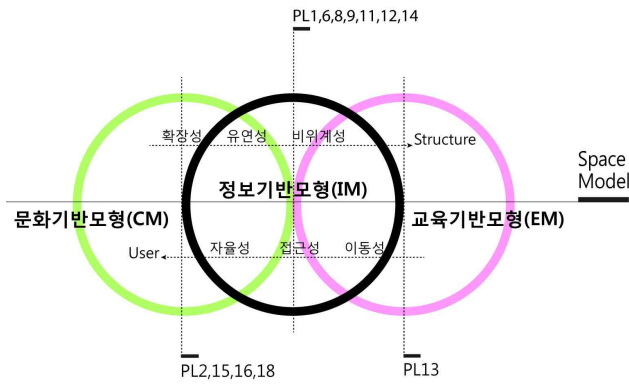 PL1,6,8,9,11,12,14
확장성 유연성 비위계성 Structure
Space
Model
정보기반모형(IM)
문화기반모형(CM) 교육기반모형(EM)
User 자율성 접근성 이동성
PL2,15,16,18 PL13